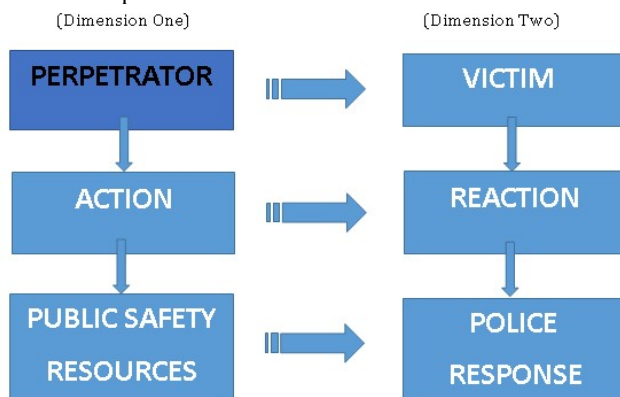 (Dimension One) (Dimension Two)
PERPETRATOR VICTIM
ACTION REACTION
PUBLIC SAFETY POLICE
RESOURCES RESPONSE